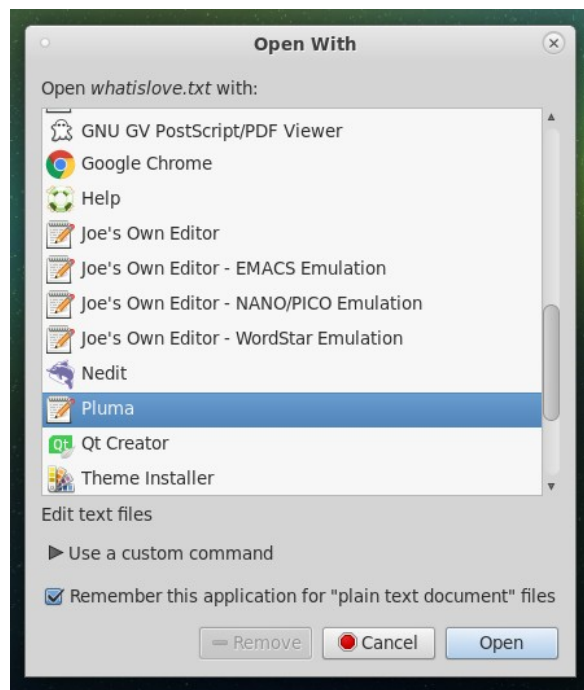 Open With
Open whatislove.txt with:
GNU GV PostScript/PDF Viewer
Google Chrome
Help
Joe's Own Editor
Joe's Own Editor - EMACS Emulation
Joe's Own Editor - NANO/PICO Emulation
Joe's Own Editor - WordStar Emulation
Nedit
Pluma
Qt Qt Creator
Theme Installer
Edit text files
Use a custom command
Remember this application for "plain text document" files
Remove Cancel Open